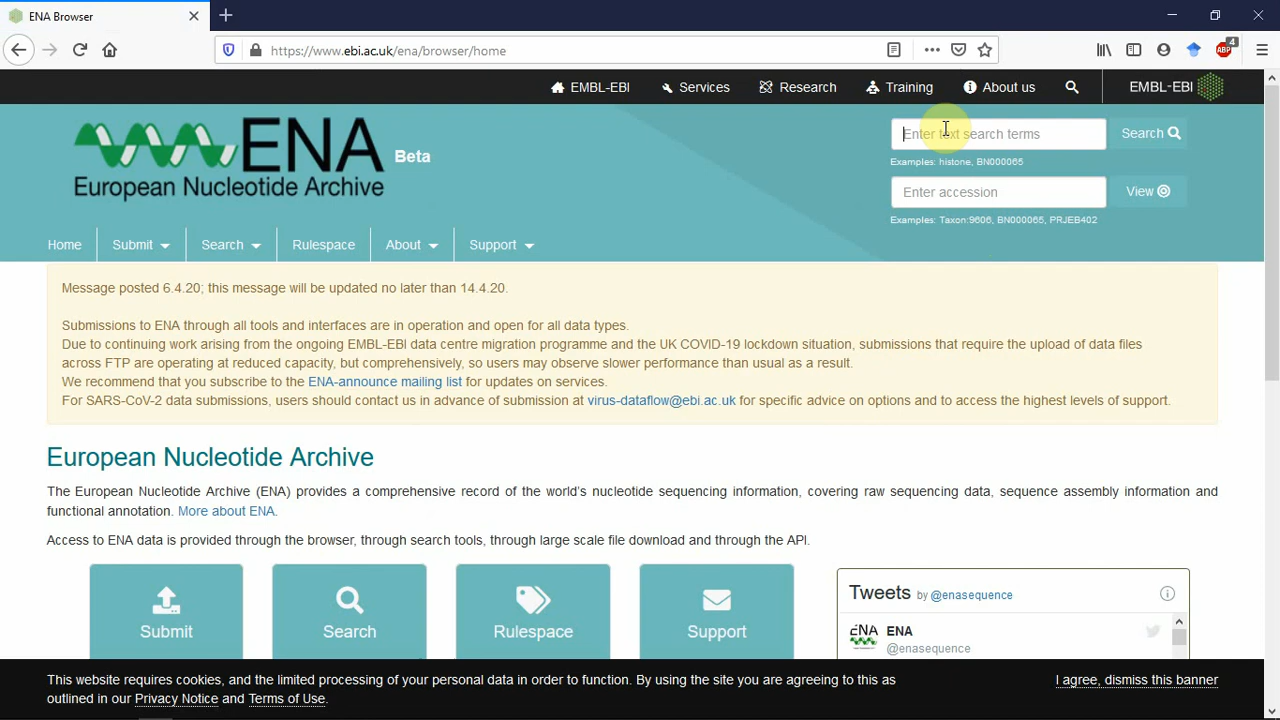 ENA Browser
https://www.ebi.ac.uk/ena/browser/home
ABP 4
EMBL-EBI Services Research Training About us EMBL-EBI
ENA
European Nucleotide Archive
Beta
Enter text search terms Search
Examples: histone, BN000065
Enter accession View
Examples: Taxon:9606, BN000065, PRJEB402
Home Submit Search Rulespace About Support
Message posted 6.4.20; this message will be updated no later than 14.4.20.
Submissions to ENA through all tools and interfaces are in operation and open for all data types.
Due to continuing work arising from the ongoing EMBL-EBI data centre migration programme and the UK COVID-19 lockdown situation, submissions that require the upload of data files
across FTP are operating at reduced capacity, but comprehensively, so users may observe slower performance than usual as a result.
We recommend that you subscribe to the ENA-announce mailing list for updates on services.
For SARS-CoV-2 data submissions, users should contact us in advance of submission at virus-dataflow@ebi.ac.uk for specific advice on options and to access the highest levels of support.
European Nucleotide Archive
The European Nucleotide Archive (ENA) provides a comprehensive record of the world's nucleotide sequencing information, covering raw sequencing data, sequence assembly information and
functional annotation. More about ENA.
Access to ENA data is provided through the browser, through search tools, through large scale file download and through the API.
Submit Search Rulespace Support
Tweets by @enasequence
ENA
ENA
@enasequence
This website requires cookies, and the limited processing of your personal data in order to function. By using the site you are agreeing to this as
outlined in our Privacy Notice and Terms of Use.
I agree, dismiss this banner